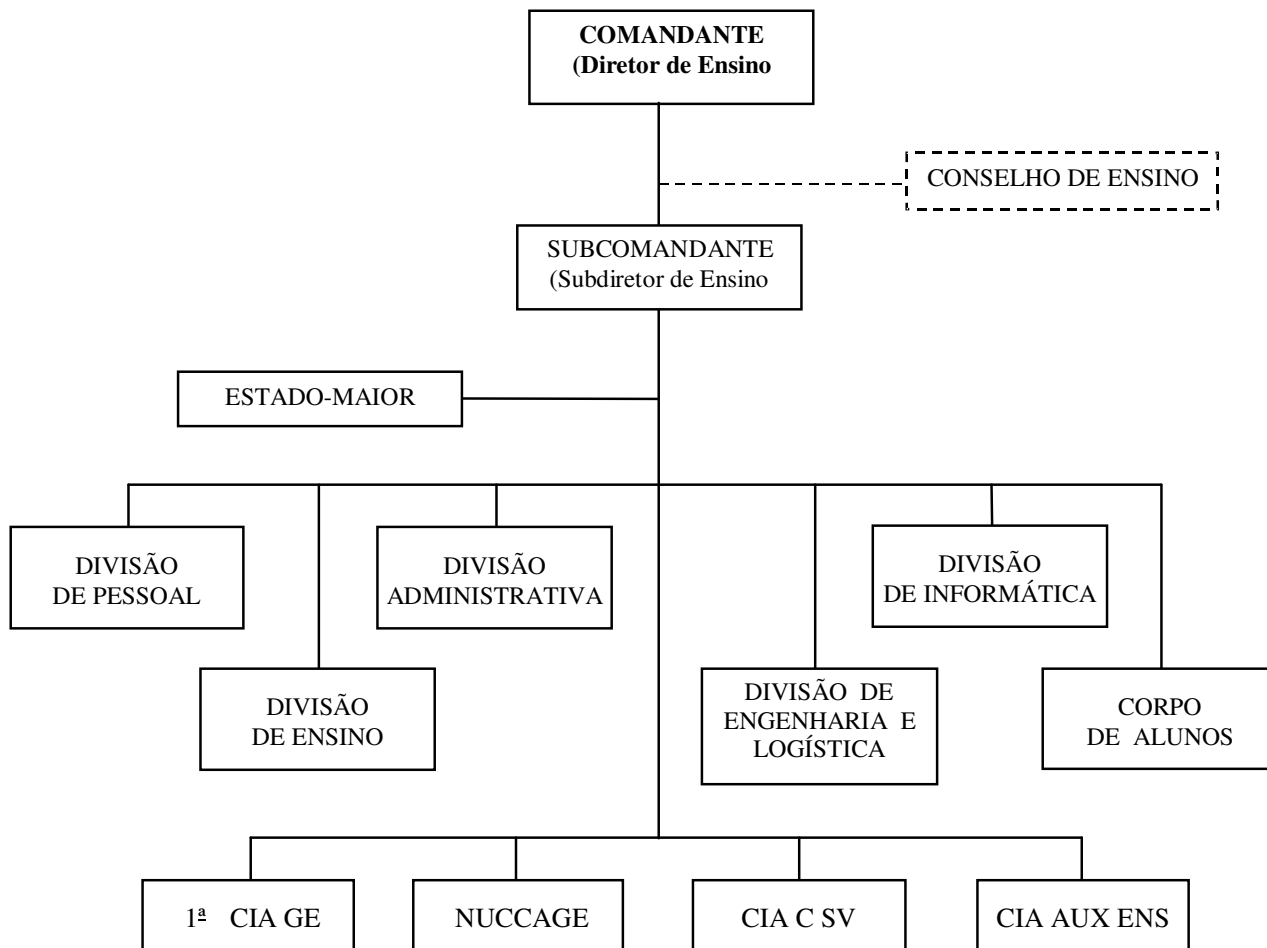 COMANDANTE
(Diretor de Ensino
CONSELHO DE ENSINO
SUBCOMANDANTE
(Subdiretor de Ensino
ESTADO-MAIOR
DIVISÃO
DE PESSOAL
DIVISÃO
ADMINISTRATIVA
DIVISÃO
DE INFORMÁTICA
DIVISÃO
DE ENSINO
DIVISÃO DE
ENGENHARIA E
LOGÍSTICA
CORPO
DE ALUNOS
1ª CIA GE
NUCCAGE
CIA C SV
CIA AUX ENS